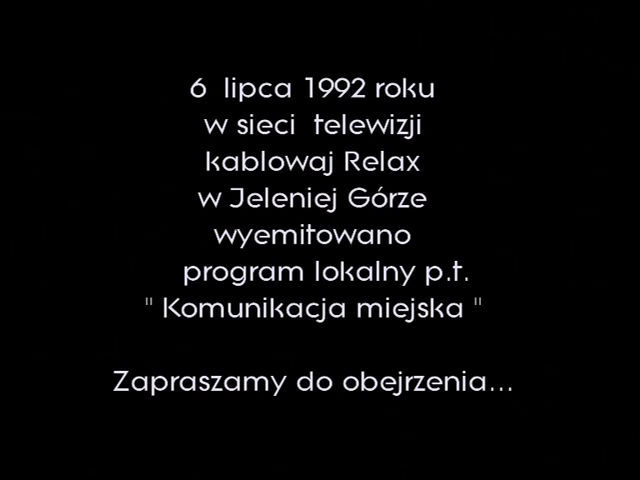 6 lipca 1992 roku
w sieci telewizji
kablowaj Relax
w Jeleniej Górze
wyemitowano
program lokalny p.t.
" Komunikacja miejska "
Zapraszamy do obejrzenia...